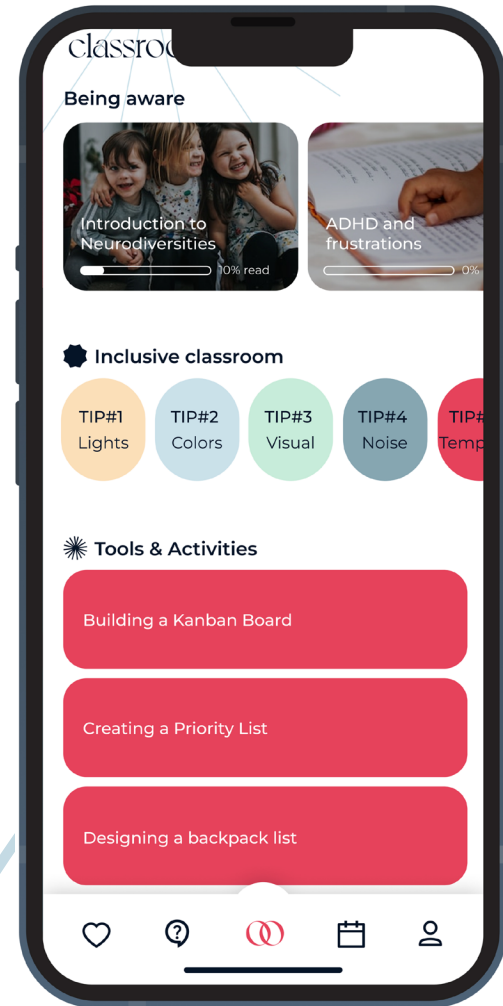 Being aware
Introduction to
Neurodiversities
10% read
ADHD and
frustrations
0%
Inclusive classroom
TIP#1
Lights
TIP#2
Colors
TIP#3
Visual
TIP#4
Noise
Tools & Activities
Building a Kanban Board
Creating a Priority List
Designing a backpack list